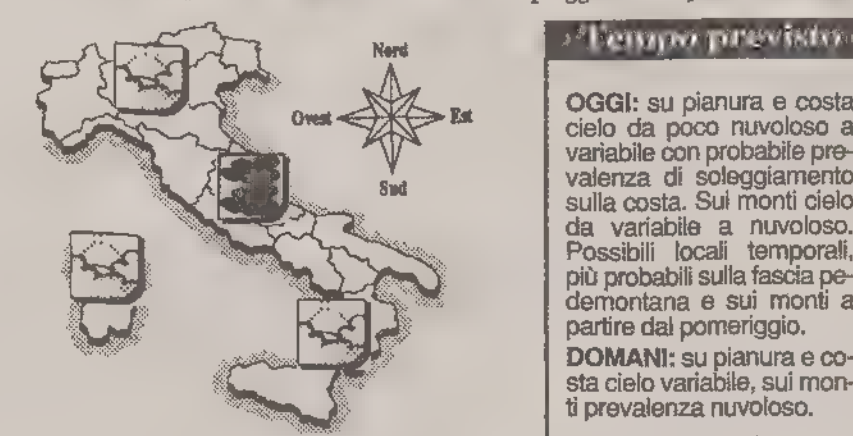 Nord
Ovest
Est
Sud
Tempo previsto
OGGI: su pianura e costa
cielo da poco nuvoloso a
variabile con probabile pre-
valenza di soleggiamento
sulla costa. Sui monti cielo
da variabile a nuvoloso.
Possibili locali temporali,
più probabili sulla fascia pe-
demontana e sui monti a
partire dal pomeriggio.
DOMANI: su pianura e co-
sta cielo variabile, sui mon-
ti prevalenza nuvoloso.